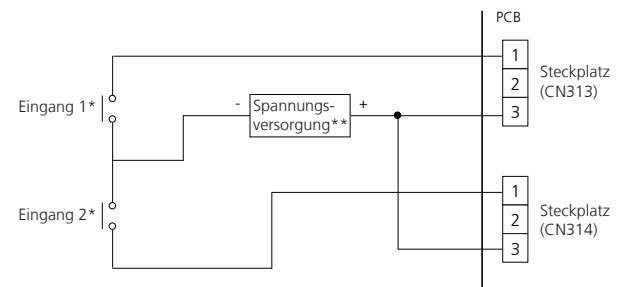 PCB
1
2
3
Steckplatz
(CN313)
Eingang 1*
- Spannungs- +
versorgung**
Eingang 2*
1
2
3
Steckplatz
(CN314)